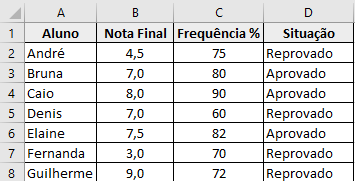 A B C D
1 Aluno Nota Final Frequência % Situação
2 André 4,5 75 Reprovado
3 Bruna 7,0 80 Aprovado
4 Caio 8,0 90 Aprovado
5 Denis 7,0 60 Reprovado
6 Elaine 7,5 82 Aprovado
7 Fernanda 3,0 70 Reprovado
8 Guilherme 9,0 72 Reprovado